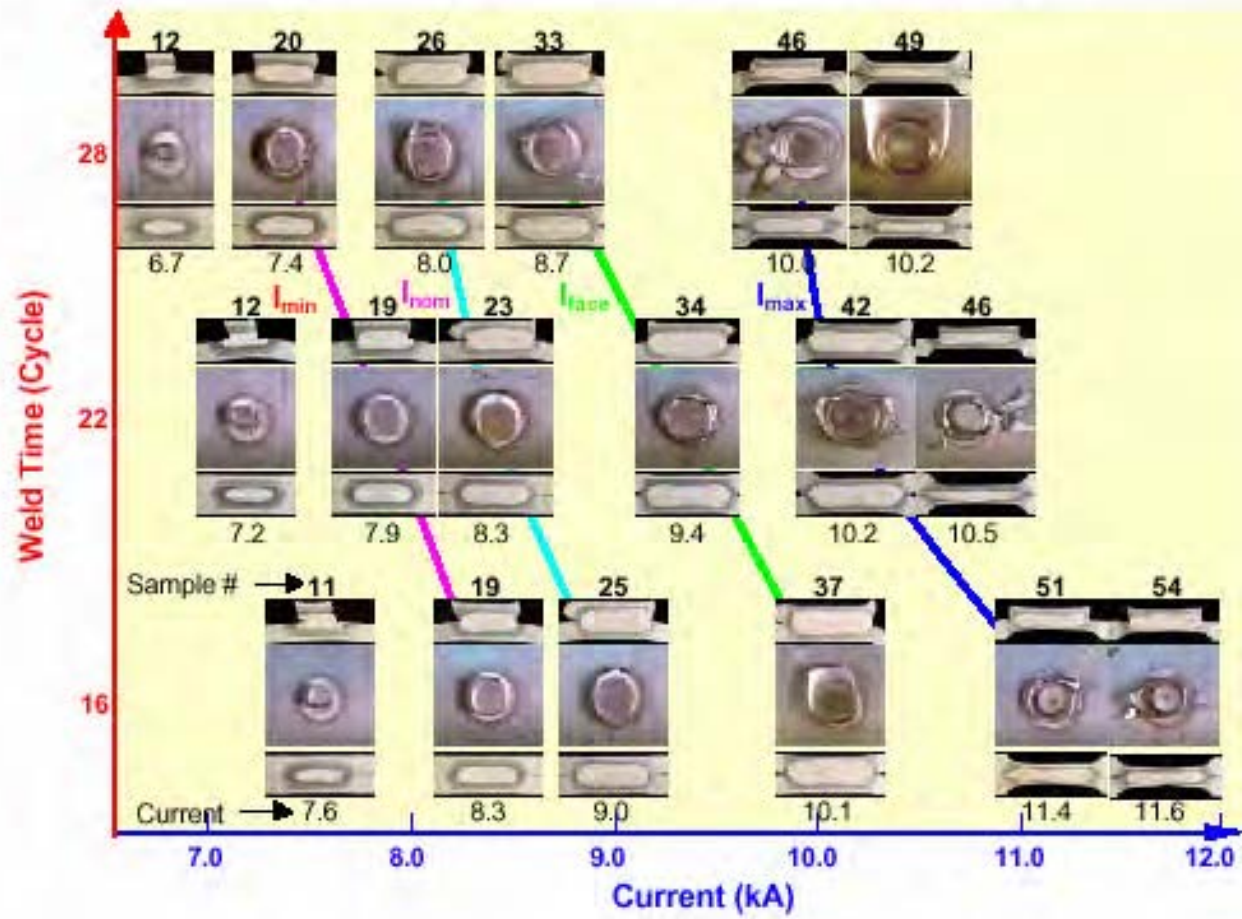 12 20 26 33 46 49
28
6.7 7.4 8.0 8.7 10.0 10.2
Imin Inom Iface Imax
12 19 23 34 42 46
Weld Time (Cycle)
22
7.2 7.9 8.3 9.4 10.2 10.5
Sample # 11 19 25 37 51 54
16
Current 7.6 8.3 9.0 10.1 11.4 11.6
7.0 8.0 9.0 10.0 11.0 12.0
Current (kA)